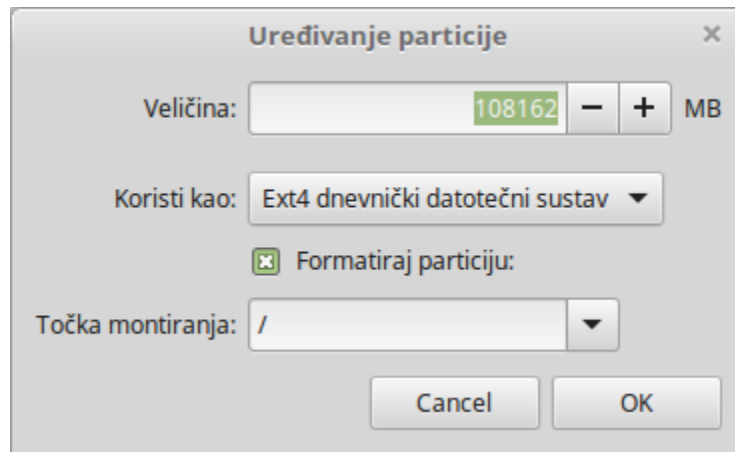 Uređivanje particije
Veličina: 108162 − + MB
Koristi kao: Ext4 dnevnički datotečni sustav
Formatiraj particiju:
Točka montiranja: /
Cancel OK